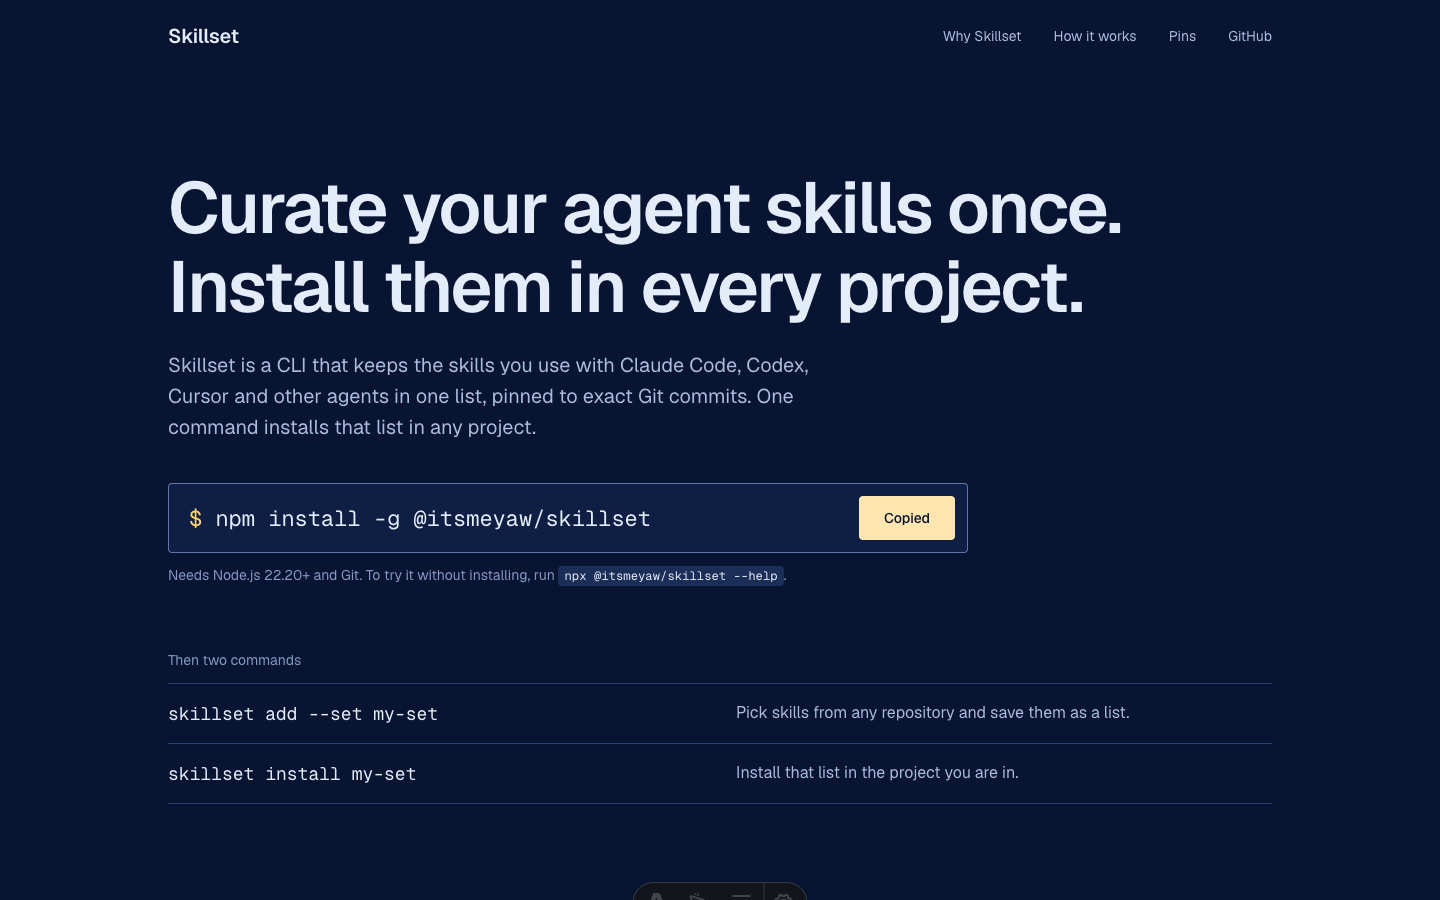 Skillset
Why Skillset
How it works
Pins
GitHub
Curate your agent skills once.
Install them in every project.
Skillset is a CLI that keeps the skills you use with Claude Code, Codex,
Cursor and other agents in one list, pinned to exact Git commits. One
command installs that list in any project.
$ npm install -g @itsmeyaw/skillset
Copied
Needs Node.js 22.20+ and Git. To try it without installing, run npx @itsmeyaw/skillset --help.
Then two commands
skillset add --set my-set
Pick skills from any repository and save them as a list.
skillset install my-set
Install that list in the project you are in.